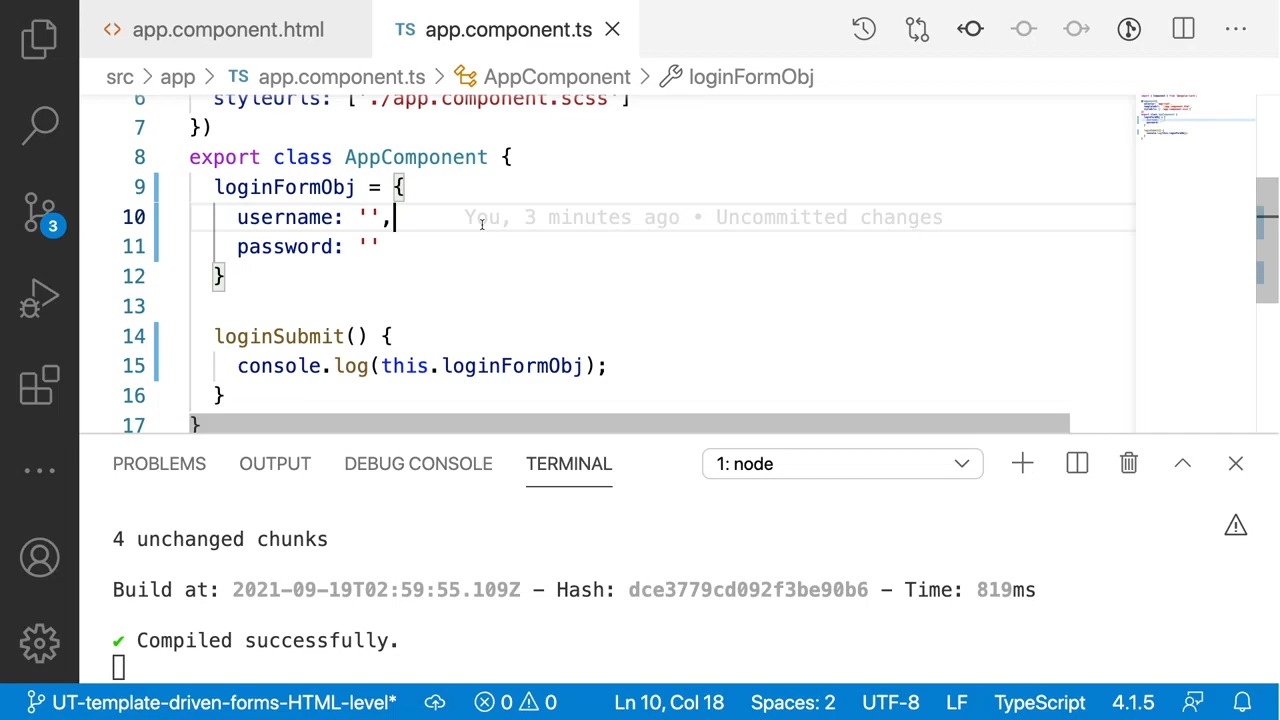 app.component.html
TS app.component.ts
src > app > TS app.component.ts > AppComponent > loginFormObj
6 styleUrls: ['./app.component.scss']
7 })
8 export class AppComponent {
9 loginFormObj = {
10 username: '', You, 3 minutes ago • Uncommitted changes
11 password: ''
12 }
13
14 loginSubmit() {
15 console.log(this.loginFormObj);
16 }
17 }
3
PROBLEMS OUTPUT DEBUG CONSOLE TERMINAL 1: node
4 unchanged chunks
Build at: 2021-09-19T02:59:55.109Z - Hash: dce3779cd092f3be90b6 - Time: 819ms
✔ Compiled successfully.
UT-template-driven-forms-HTML-level* 0 0 Ln 10, Col 18 Spaces: 2 UTF-8 LF TypeScript 4.1.5